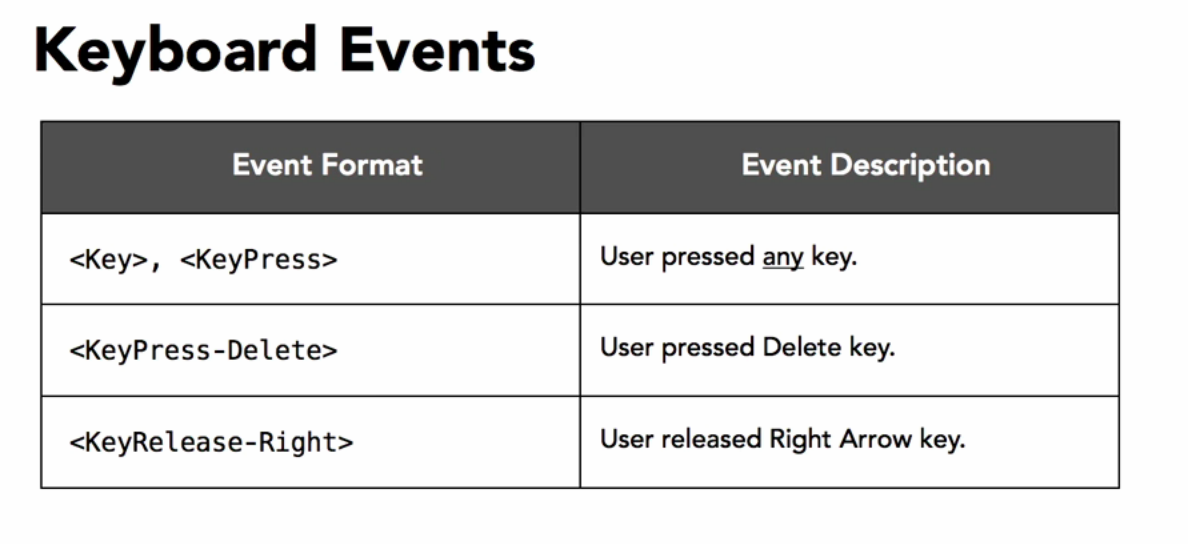 Keyboard Events
Event Format Event Description
<Key>, <KeyPress> User pressed any key.
<KeyPress-Delete> User pressed Delete key.
<KeyRelease-Right> User released Right Arrow key.